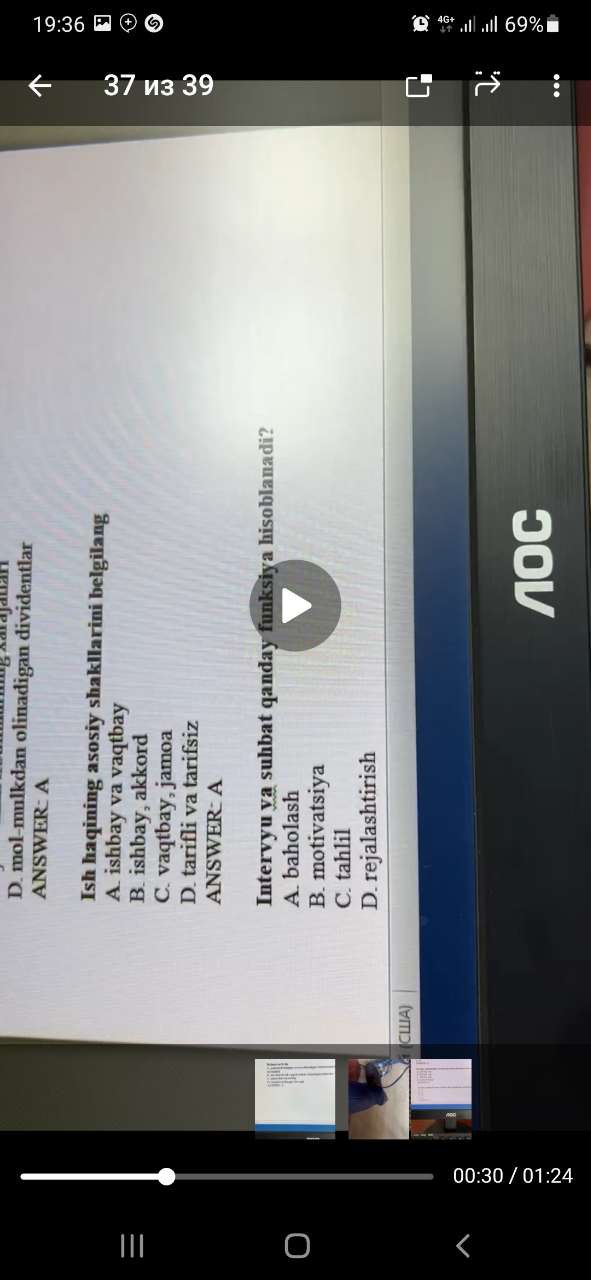 19:36
4G+
69%
37 из 39
D. mol-mulkdan olinadigan dividentlar
ANSWER: A
Ish haqining asosiy shakllarini belgilang
A. ishbay va vaqtbay
B. ishbay, akkord
C. vaqtbay, jamoa
D. tarifli va tarifsiz
ANSWER: A
Intervyu va suhbat qanday funksiya hisoblanadi?
A. baholash
B. motivatsiya
C. tahlil
D. rejalashtirish
(США)
AOC
00:30 / 01:24